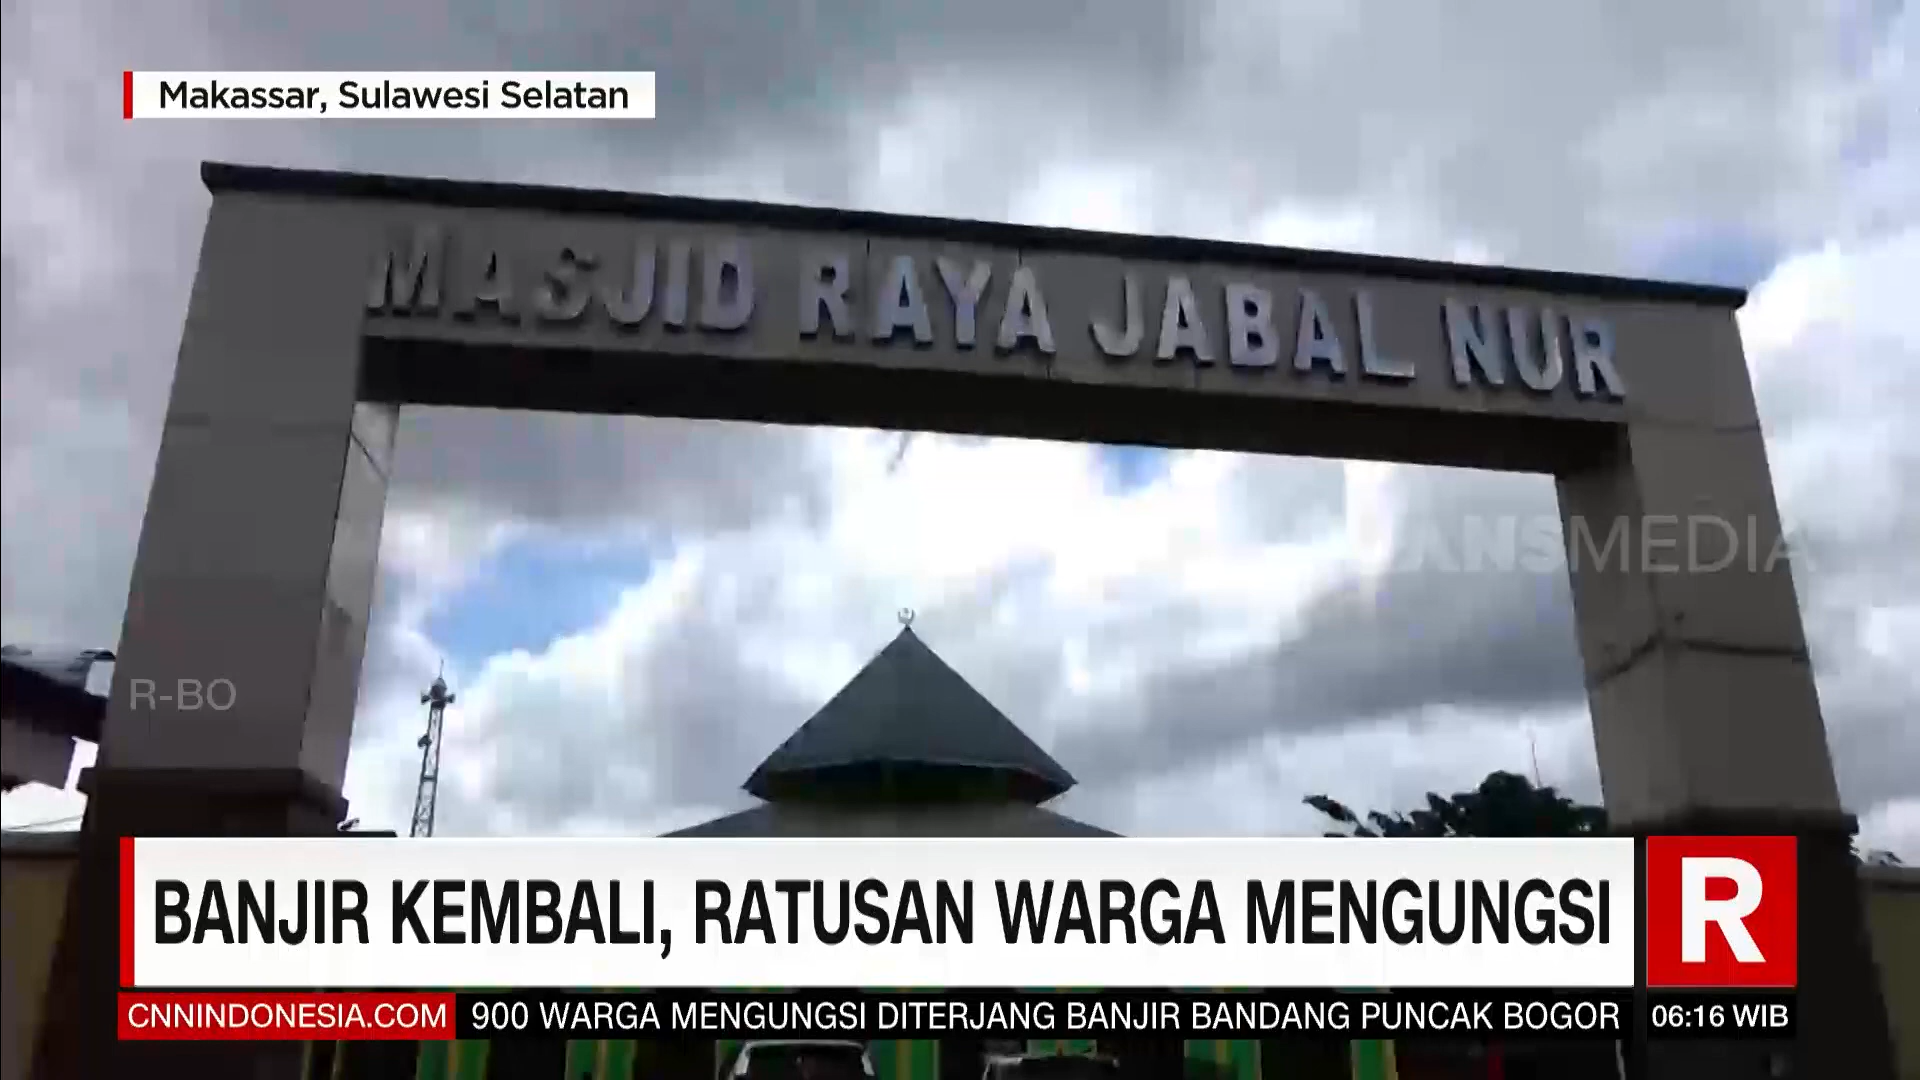 Makassar, Sulawesi Selatan
MASJID RAYA JABAL NUR
TRANSMEDIA
R-BO
BANJIR KEMBALI, RATUSAN WARGA MENGUNGSI
R
CNNINDONESIA.COM 900 WARGA MENGUNGSI DITERJANG BANJIR BANDANG PUNCAK BOGOR 06:16 WIB